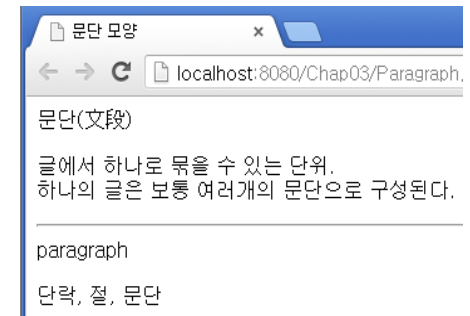 문단 모양
localhost:8080/Chap03/Paragraph.
문단(文段)
글에서 하나로 묶을 수 있는 단위.
하나의 글은 보통 여러개의 문단으로 구성된다.
paragraph
단락, 절, 문단